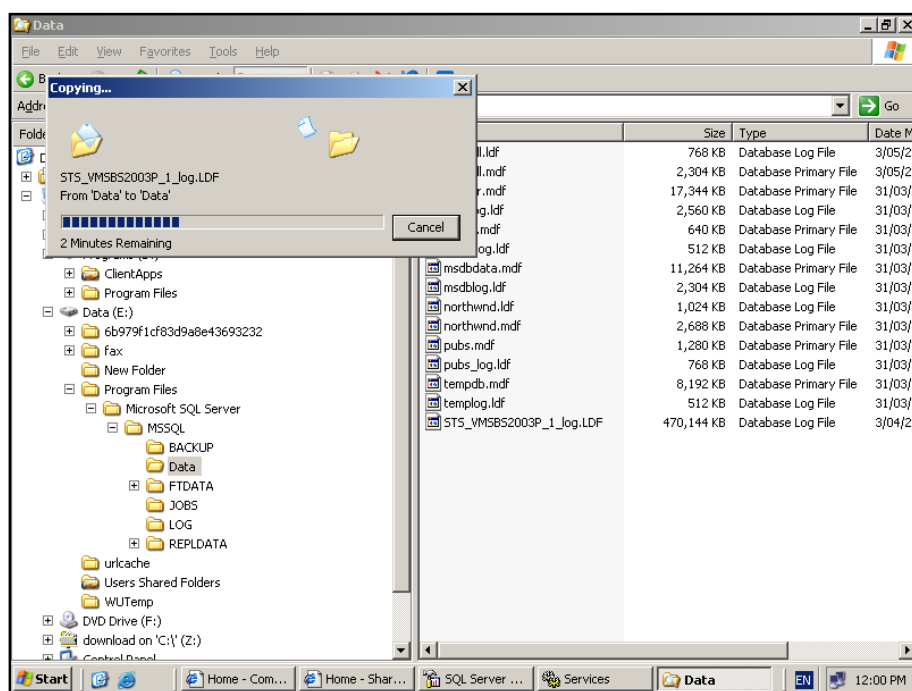 Data
File Edit View Favorites Tools Help
Copying...
STS_VMSBS2003P_1_log.LDF
From 'Data' to 'Data'
Cancel
2 Minutes Remaining
Go
Size Type
768 KB Database Log File 3/05/2
2,304 KB Database Primary File 3/05/2
17,344 KB Database Primary File 31/03/
2,560 KB Database Log File 31/03/
640 KB Database Primary File 31/03/
512 KB Database Log File 31/03/
ClientApps
msdbdata.mdf 11,264 KB Database Primary File 31/03/
Program Files
msdblog.ldf 2,304 KB Database Log File 31/03/
Data (E:)
northwnd.ldf 1,024 KB Database Log File 31/03/
6b979f1cf83d9a8e43693232
northwnd.mdf 2,688 KB Database Primary File 31/03/
fax
pubs.mdf 1,280 KB Database Primary File 31/03/
New Folder
pubs_log.ldf 768 KB Database Log File 31/03/
Program Files
tempdb.mdf 8,192 KB Database Primary File 31/03/
Microsoft SQL Server
templog.ldf 512 KB Database Log File 31/03/
MSSQL
STS_VMSBS2003P_1_log.LDF 470,144 KB Database Log File 3/04/2
BACKUP
Data
FTDATA
JOBS
LOG
REPLDATA
urlcache
Users Shared Folders
WUTemp
DVD Drive (F:)
download on 'C:\' (Z:)
Control Panel
Start Home - Com... Home - Shar... SQL Server ... Services Data EN 12:00 PM